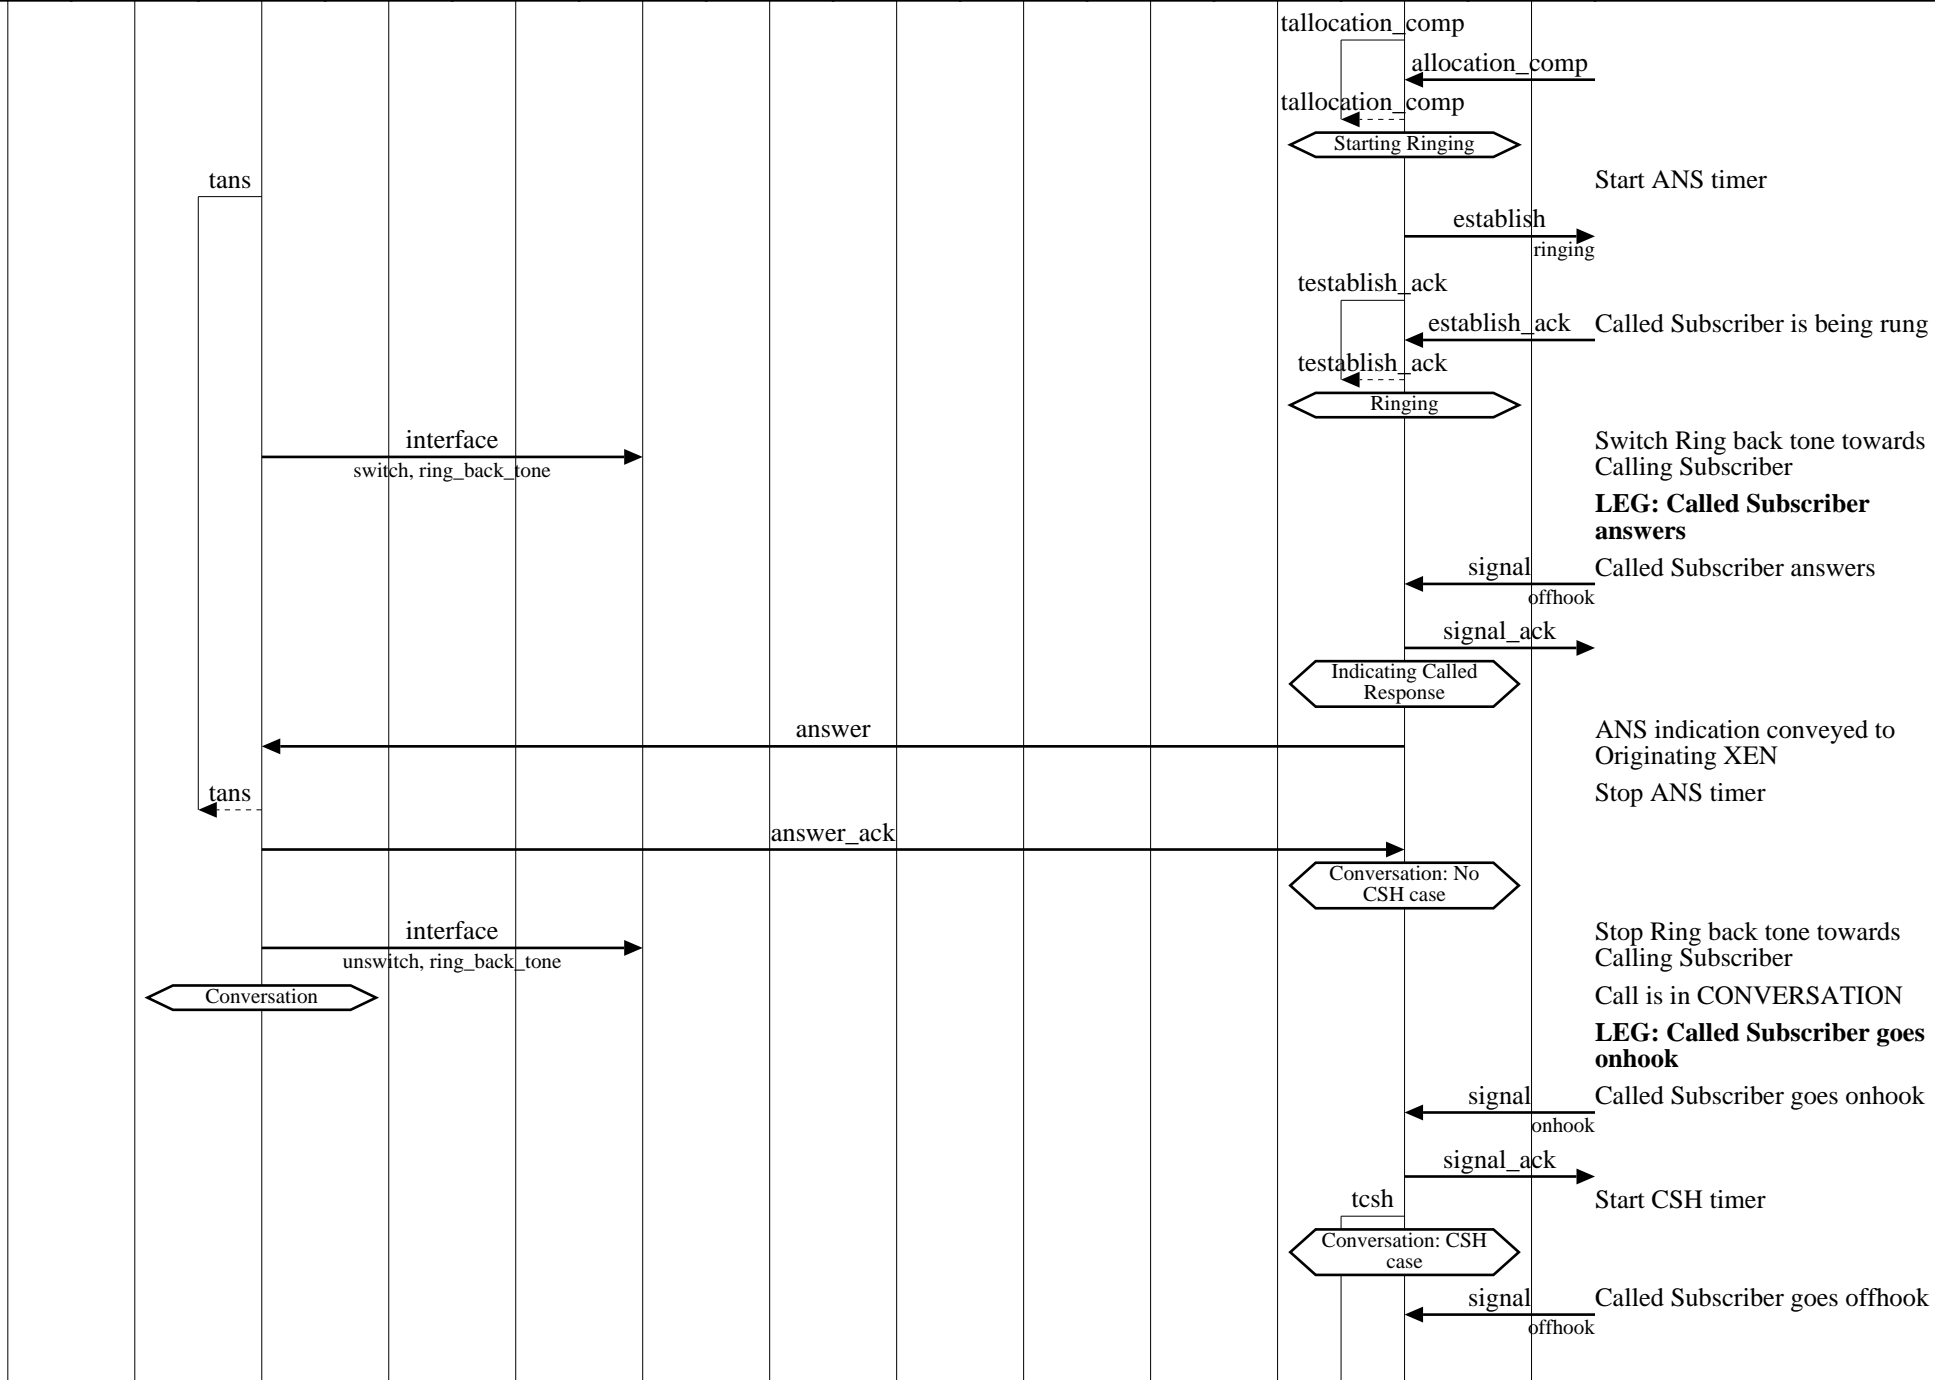 tallocation_comp
allocation_comp
tallocation_comp
Starting Ringing
tans
Start ANS timer
establish
ringing
testablish_ack
establish_ack
Called Subscriber is being rung
testablish_ack
Ringing
interface
switch, ring_back_tone
Switch Ring back tone towards
Calling Subscriber
LEG: Called Subscriber
answers
signal
offhook
Called Subscriber answers
signal_ack
Indicating Called
Response
answer
ANS indication conveyed to
Originating XEN
tans
Stop ANS timer
answer_ack
Conversation: No
CSH case
interface
unswitch, ring_back_tone
Stop Ring back tone towards
Calling Subscriber
Conversation
Call is in CONVERSATION
LEG: Called Subscriber goes
onhook
signal
onhook
Called Subscriber goes onhook
signal_ack
tcsh
Start CSH timer
Conversation: CSH
case
signal
offhook
Called Subscriber goes offhook